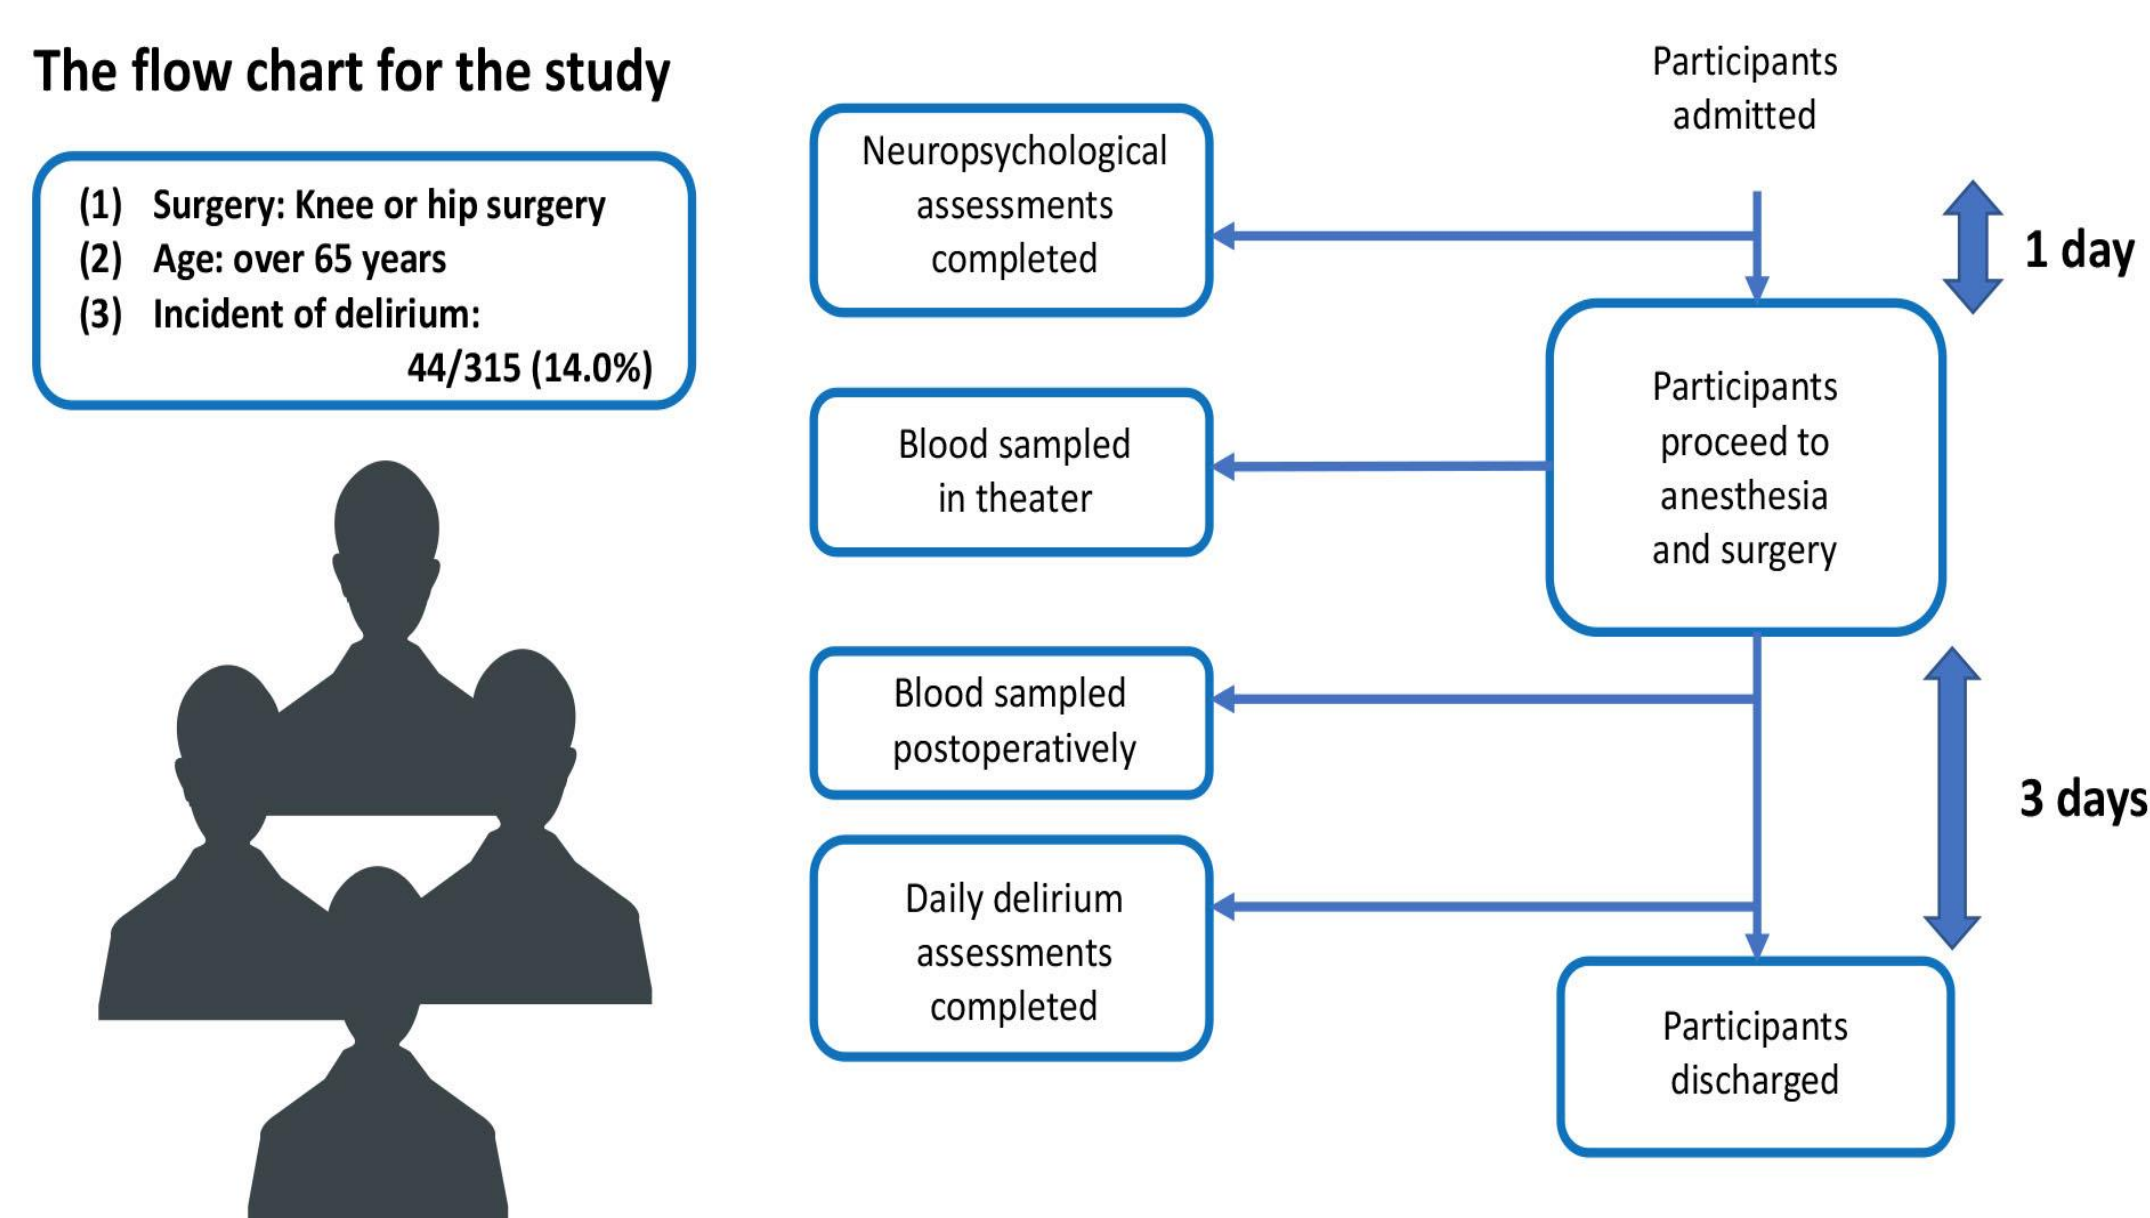 The flow chart for the study
(1) Surgery: Knee or hip surgery
(2) Age: over 65 years
(3) Incident of delirium:
44/315 (14.0%)
Neuropsychological
assessments
completed
Blood sampled
in theater
Blood sampled
postoperatively
Daily delirium
assessments
completed
Participants
admitted
1 day
Participants
proceed to
anesthesia
and surgery
3 days
Participants
discharged